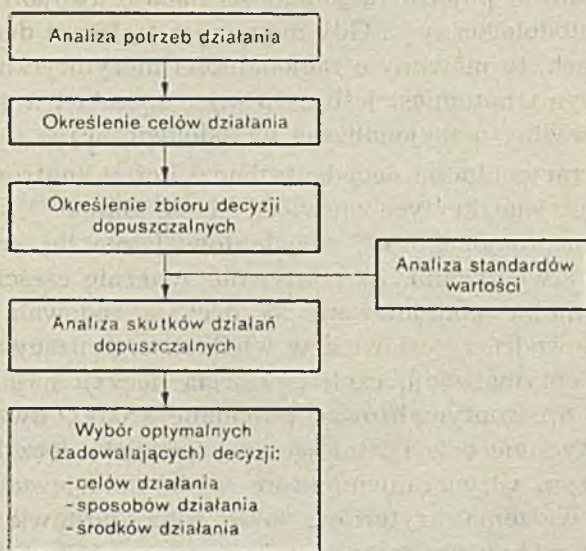 Analiza potrzeb działania
Określenie celów działania
Określenie zbioru decyzji
dopuszczalnych
Analiza standardów
wartości
Analiza skutków działań
dopuszczalnych
Wybór optymalnych
(zadowalających) decyzji:
-celów działania
-sposobów działania
-środków działania